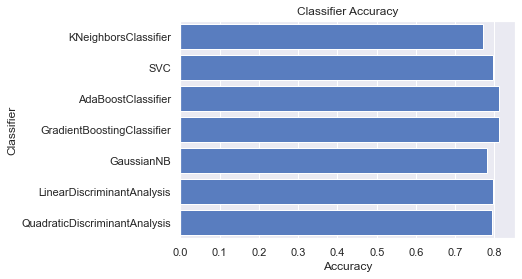 Classifier Accuracy
Classifier
KNeighborsClassifier
SVC
AdaBoostClassifier
GradientBoostingClassifier
GaussianNB
LinearDiscriminantAnalysis
QuadraticDiscriminantAnalysis
0.0 0.1 0.2 0.3 0.4 0.5 0.6 0.7 0.8
Accuracy